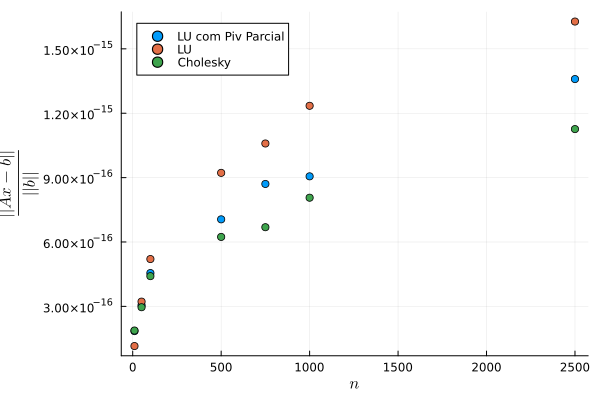 LU com Piv Parcial
LU
Cholesky
1.50×10⁻¹⁵
1.20×10⁻¹⁵
9.00×10⁻¹⁶
6.00×10⁻¹⁶
3.00×10⁻¹⁶
||Ax − b||
||b||
0 500 1000 1500 2000 2500
n